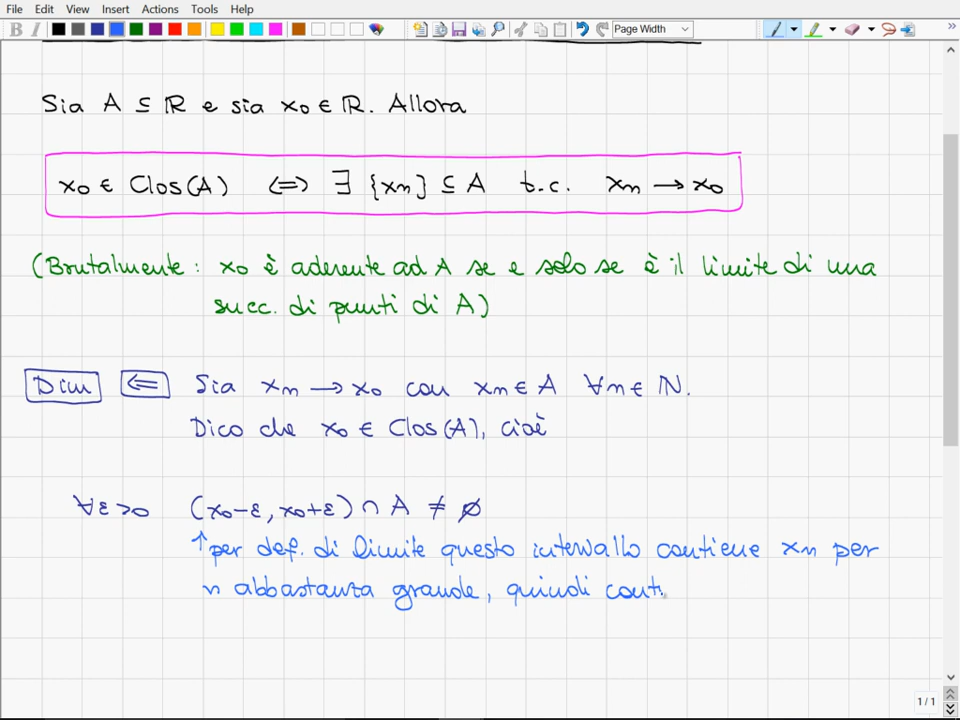 File Edit View Insert Actions Tools Help
B I Page Width
Sia A ⊆ ℝ e sia x0 ∈ ℝ. Allora
x0 ∈ Clos(A) ⟺ ∃ {xn} ⊆ A t.c. xn → x0
(Brutalmente: x0 è aderente ad A se e solo se è il limite di una
succ. di punti di A)
Dim ⟸ Sia xn → x0 con xn ∈ A ∀n ∈ ℕ.
Dico che x0 ∈ Clos(A), cioè
∀ε>0 (x0-ε, x0+ε) ∩ A ≠ ∅
↑ per def. di limite questo intervallo contiene xn per
n abbastanza grande, quindi cont
1/1